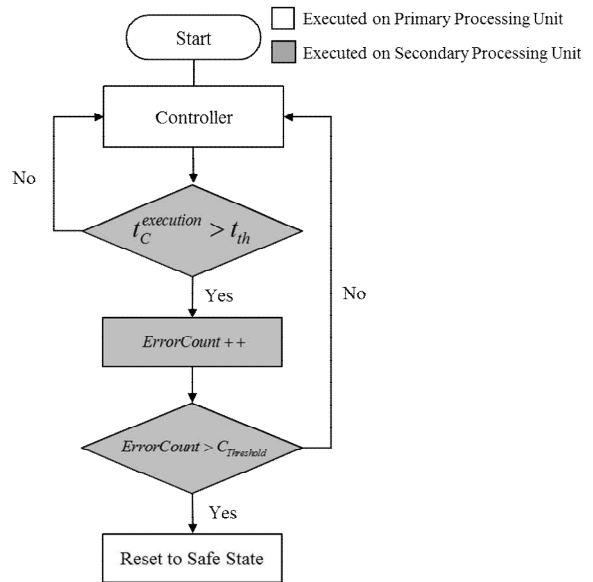 Start
Executed on Primary Processing Unit
Executed on Secondary Processing Unit
Controller
No
t_C^execution > t_th
Yes
No
ErrorCount ++
ErrorCount > C_Threshold
Yes
Reset to Safe State